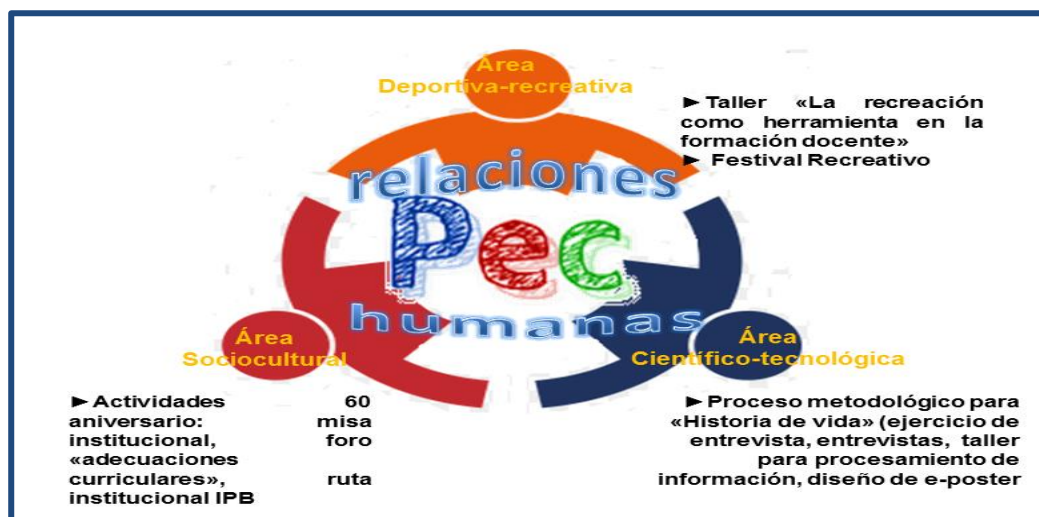 Área
Deportiva-recreativa
►Taller «La recreación
como herramienta en la
formación docente»
► Festival Recreativo
relaciones
Pec
humanas
Área
Sociocultural
Área
Científico-tecnológica
►Actividades 60
aniversario: misa
institucional, foro
«adecuaciones
curriculares», ruta
institucional IPB
►Proceso metodológico para
«Historia de vida» (ejercicio de
entrevista, entrevistas, taller
para procesamiento de
información, diseño de e-poster